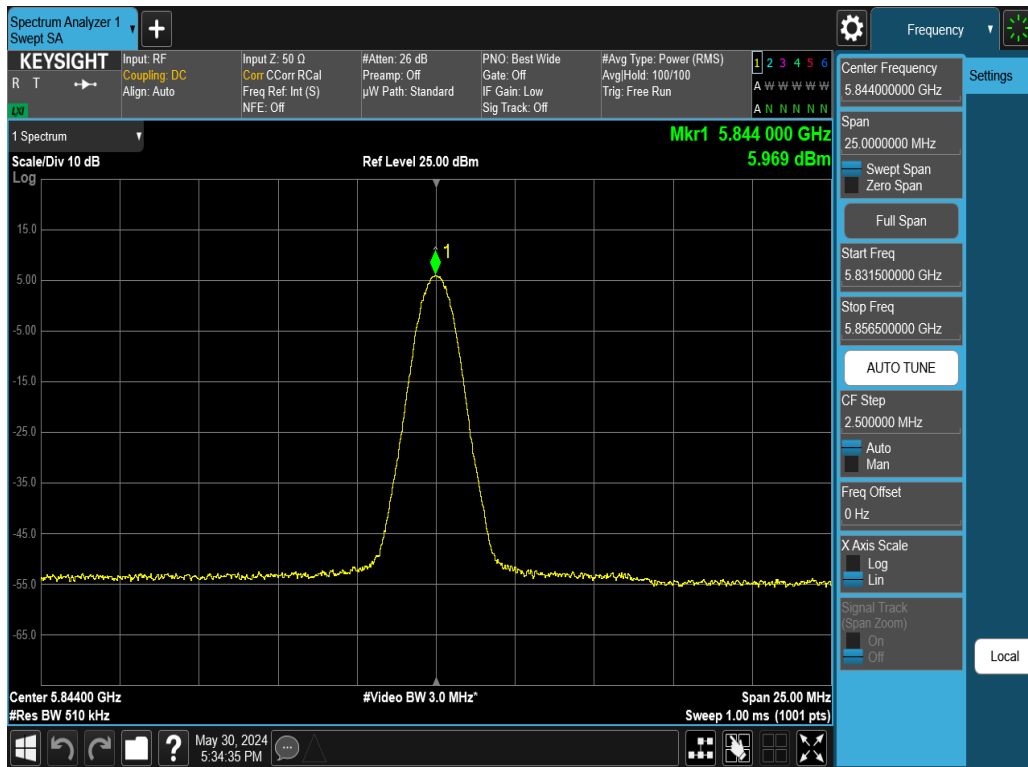 Spectrum Analyzer 1
Swept SA
+
Frequency
KEYSIGHT
R T
LXI
Input: RF
Coupling: DC
Align: Auto
Input Z: 50 Ω
Corr CCorr RCal
Freq Ref: Int (S)
NFE: Off
#Atten: 26 dB
Preamp: Off
µW Path: Standard
PNO: Best Wide
Gate: Off
IF Gain: Low
Sig Track: Off
#Avg Type: Power (RMS)
Avg|Hold: 100/100
Trig: Free Run
1 2 3 4 5 6
A W W W W W
A N N N N N
1 Spectrum
Mkr1 5.844 000 GHz
5.969 dBm
Scale/Div 10 dB
Ref Level 25.00 dBm
Log
15.0
5.00
-5.00
-15.0
-25.0
-35.0
-45.0
-55.0
-65.0
1
Center 5.84400 GHz
#Video BW 3.0 MHz*
Span 25.00 MHz
#Res BW 510 kHz
Sweep 1.00 ms (1001 pts)
Center Frequency
5.844000000 GHz
Settings
Span
25.0000000 MHz
Swept Span
Zero Span
Full Span
Start Freq
5.831500000 GHz
Stop Freq
5.856500000 GHz
AUTO TUNE
CF Step
2.500000 MHz
Auto
Man
Freq Offset
0 Hz
X Axis Scale
Log
Lin
Signal Track
(Span Zoom)
On
Off
Local
?
May 30, 2024
5:34:35 PM